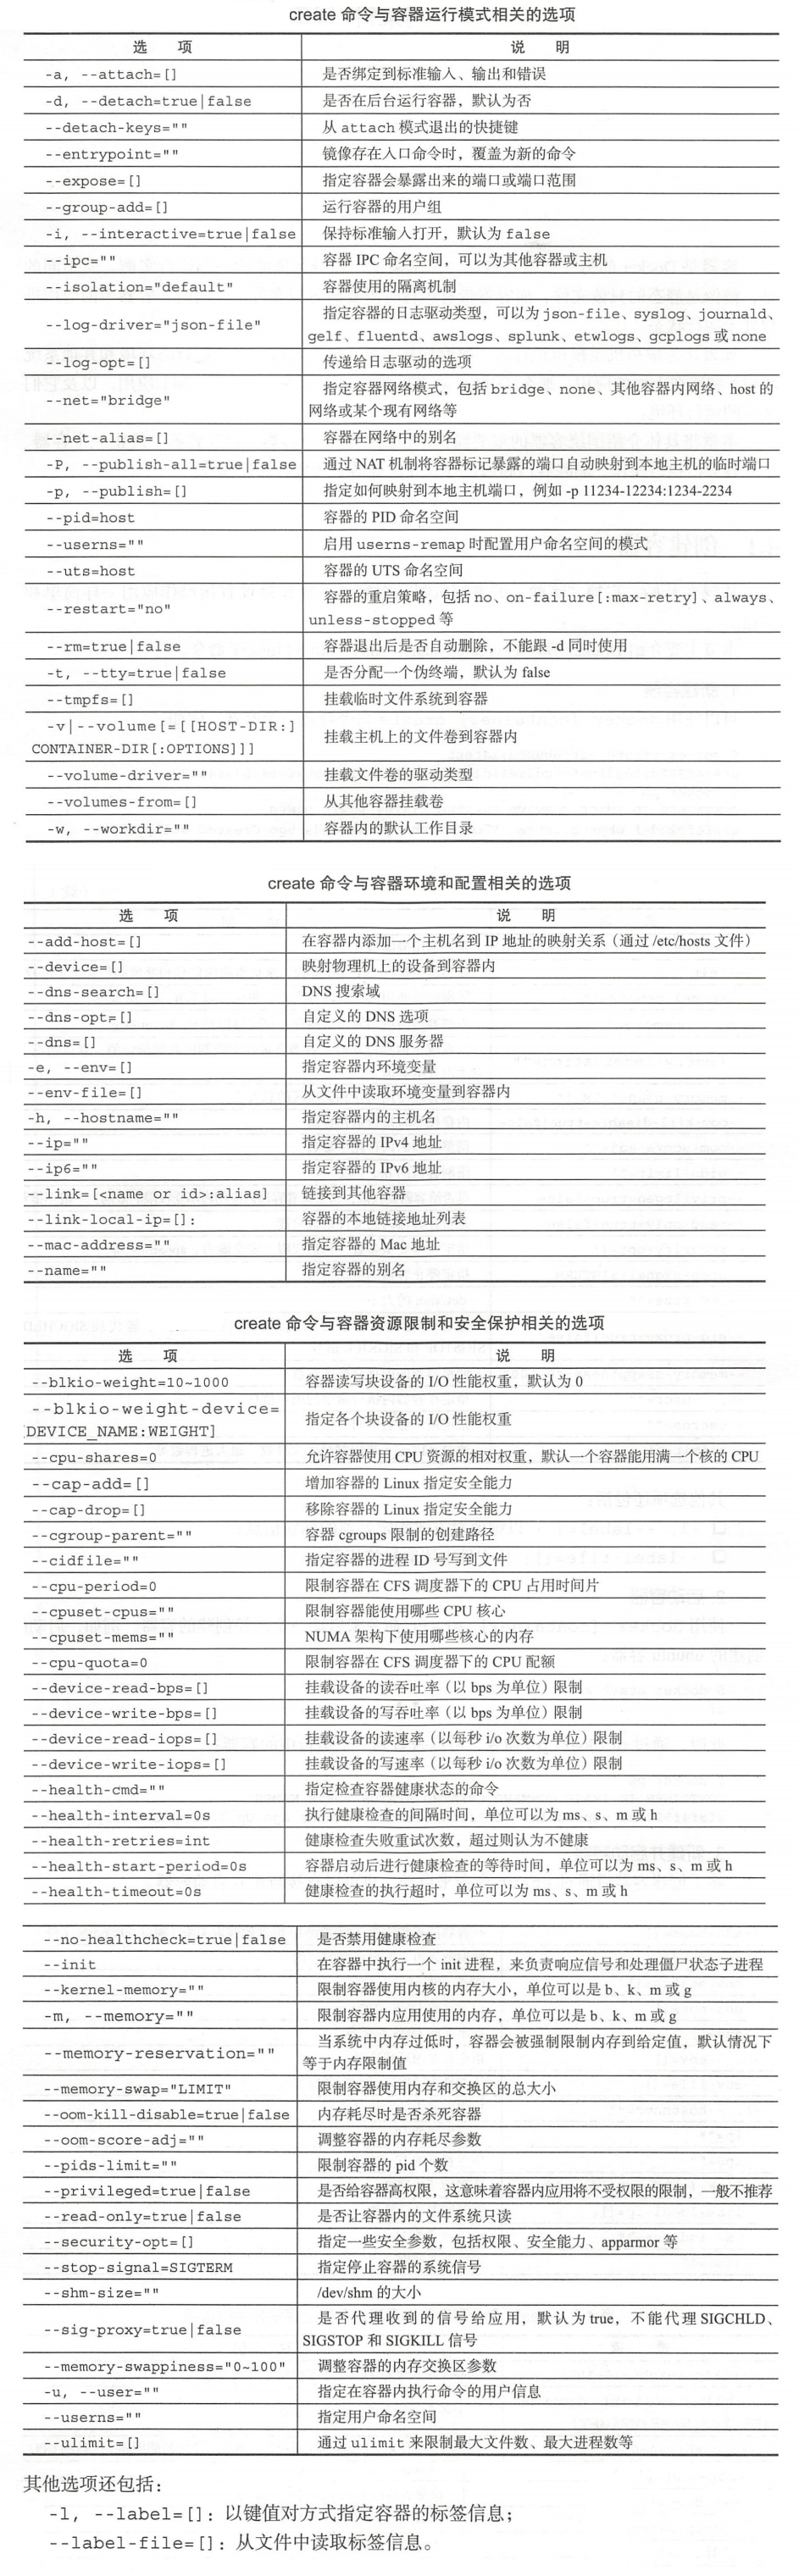 create 命令与容器运行模式相关的选项
选 项 说 明
-a, --attach=[] 是否绑定到标准输入、输出和错误
-d, --detach=true|false 是否在后台运行容器，默认为否
--detach-keys="" 从 attach 模式退出的快捷键
--entrypoint="" 镜像存在入口命令时，覆盖为新的命令
--expose=[] 指定容器会暴露出来的端口或端口范围
--group-add=[] 运行容器的用户组
-i, --interactive=true|false 保持标准输入打开，默认为 false
--ipc="" 容器 IPC 命名空间，可以为其他容器或主机
--isolation="default" 容器使用的隔离机制
--log-driver="json-file" 指定容器的日志驱动类型，可以为 json-file、syslog、journald、
gelf、fluentd、awslogs、splunk、etwlogs、gcplogs 或 none
--log-opt=[] 传递给日志驱动的选项
--net="bridge" 指定容器网络模式，包括 bridge、none、其他容器内网络、host 的
网络或某个现有网络等
--net-alias=[] 容器在网络中的别名
-P, --publish-all=true|false 通过 NAT 机制将容器标记暴露的端口自动映射到本地主机的临时端口
-p, --publish=[] 指定如何映射到本地主机端口，例如 -p 11234-12234:1234-2234
--pid=host 容器的 PID 命名空间
--userns="" 启用 userns-remap 时配置用户命名空间的模式
--uts=host 容器的 UTS 命名空间
--restart="no" 容器的重启策略，包括 no、on-failure[:max-retry]、always、
unless-stopped 等
--rm=true|false 容器退出后是否自动删除，不能跟 -d 同时使用
-t, --tty=true|false 是否分配一个伪终端，默认为 false
--tmpfs=[] 挂载临时文件系统到容器
-v|--volume[=[[HOST-DIR:]
CONTAINER-DIR[:OPTIONS]]] 挂载主机上的文件卷到容器内
--volume-driver="" 挂载文件卷的驱动类型
--volumes-from=[] 从其他容器挂载卷
-w, --workdir="" 容器内的默认工作目录
create 命令与容器环境和配置相关的选项
选 项 说 明
--add-host=[] 在容器内添加一个主机名到 IP 地址的映射关系（通过 /etc/hosts 文件）
--device=[] 映射物理机上的设备到容器内
--dns-search=[] DNS 搜索域
--dns-opt=[] 自定义的 DNS 选项
--dns=[] 自定义的 DNS 服务器
-e, --env=[] 指定容器内环境变量
--env-file=[] 从文件中读取环境变量到容器内
-h, --hostname="" 指定容器内的主机名
--ip="" 指定容器的 IPv4 地址
--ip6="" 指定容器的 IPv6 地址
--link=[<name or id>:alias] 链接到其他容器
--link-local-ip=[]: 容器的本地链接地址列表
--mac-address="" 指定容器的 Mac 地址
--name="" 指定容器的别名
create 命令与容器资源限制和安全保护相关的选项
选 项 说 明
--blkio-weight=10~1000 容器读写块设备的 I/O 性能权重，默认为 0
--blkio-weight-device=
[DEVICE_NAME:WEIGHT] 指定各个块设备的 I/O 性能权重
--cpu-shares=0 允许容器使用 CPU 资源的相对权重，默认一个容器能用满一个核的 CPU
--cap-add=[] 增加容器的 Linux 指定安全能力
--cap-drop=[] 移除容器的 Linux 指定安全能力
--cgroup-parent="" 容器 cgroups 限制的创建路径
--cidfile="" 指定容器的进程 ID 号写到文件
--cpu-period=0 限制容器在 CFS 调度器下的 CPU 占用时间片
--cpuset-cpus="" 限制容器能使用哪些 CPU 核心
--cpuset-mems="" NUMA 架构下使用哪些核心的内存
--cpu-quota=0 限制容器在 CFS 调度器下的 CPU 配额
--device-read-bps=[] 挂载设备的读吞吐率（以 bps 为单位）限制
--device-write-bps=[] 挂载设备的写吞吐率（以 bps 为单位）限制
--device-read-iops=[] 挂载设备的读速率（以每秒 i/o 次数为单位）限制
--device-write-iops=[] 挂载设备的写速率（以每秒 i/o 次数为单位）限制
--health-cmd="" 指定检查容器健康状态的命令
--health-interval=0s 执行健康检查的间隔时间，单位可以为 ms、s、m 或 h
--health-retries=int 健康检查失败重试次数，超过则认为不健康
--health-start-period=0s 容器启动后进行健康检查的等待时间，单位可以为 ms、s、m 或 h
--health-timeout=0s 健康检查的执行超时，单位可以为 ms、s、m 或 h
--no-healthcheck=true|false 是否禁用健康检查
--init 在容器中执行一个 init 进程，来负责响应信号和处理僵尸状态子进程
--kernel-memory="" 限制容器使用内核的内存大小，单位可以是 b、k、m 或 g
-m, --memory="" 限制容器内应用使用的内存，单位可以是 b、k、m 或 g
--memory-reservation="" 当系统中内存过低时，容器会被强制限制内存到给定值，默认情况下
等于内存限制值
--memory-swap="LIMIT" 限制容器使用内存和交换区的总大小
--oom-kill-disable=true|false 内存耗尽时是否杀死容器
--oom-score-adj="" 调整容器的内存耗尽参数
--pids-limit="" 限制容器的 pid 个数
--privileged=true|false 是否给容器高权限，这意味着容器内应用将不受权限的限制，一般不推荐
--read-only=true|false 是否让容器内的文件系统只读
--security-opt=[] 指定一些安全参数，包括权限、安全能力、apparmor 等
--stop-signal=SIGTERM 指定停止容器的系统信号
--shm-size="" /dev/shm 的大小
--sig-proxy=true|false 是否代理收到的信号给应用，默认为 true，不能代理 SIGCHLD、
SIGSTOP 和 SIGKILL 信号
--memory-swappiness="0~100" 调整容器的内存交换区参数
-u, --user="" 指定在容器内执行命令的用户信息
--userns="" 指定用户命名空间
--ulimit=[] 通过 ulimit 来限制最大文件数、最大进程数等
其他选项还包括：
-l, --label=[]：以键值对方式指定容器的标签信息；
--label-file=[]：从文件中读取标签信息。